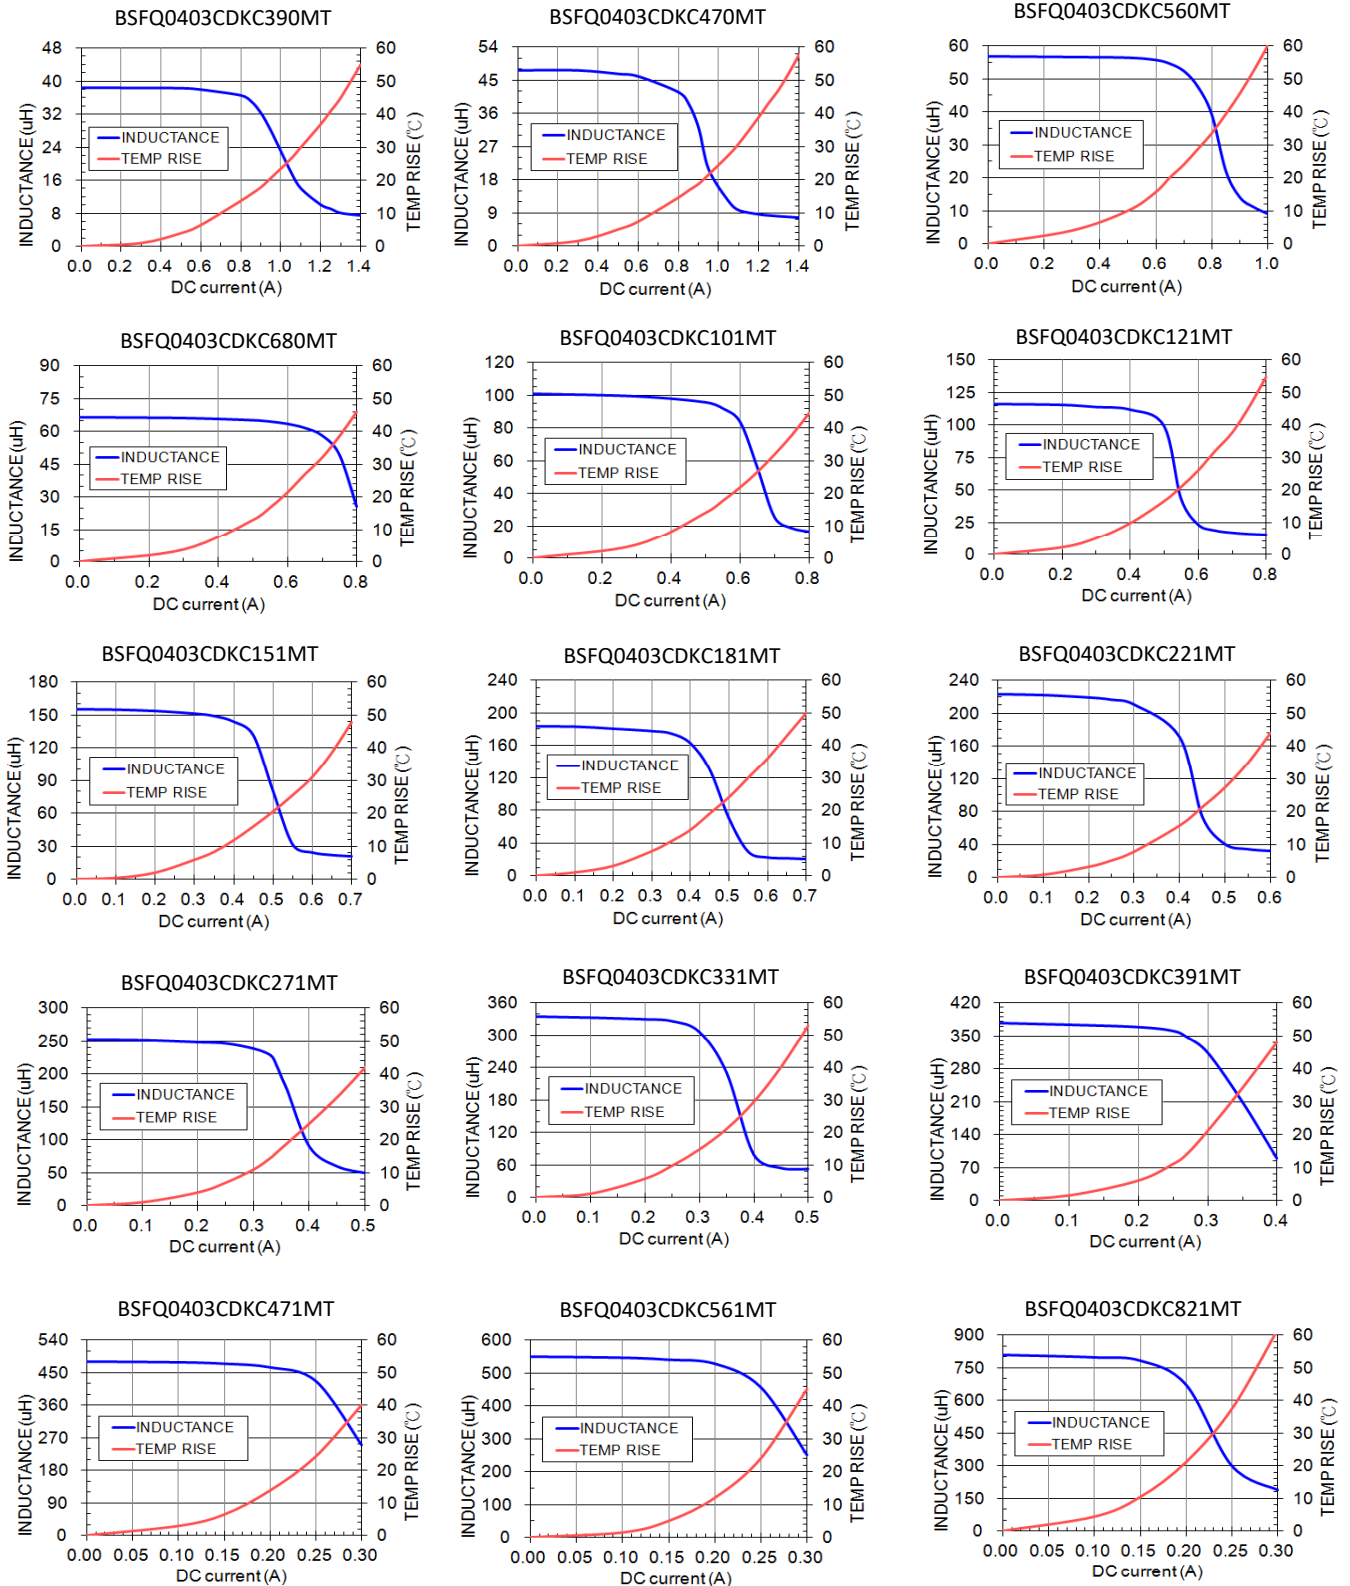 BSFQ0403CDKC390MT
48
40
32
24
16
8
0
INDUCTANCE (uH)
60
50
40
30
20
10
0
TEMP RISE (℃)
INDUCTANCE
TEMP RISE
0.0 0.2 0.4 0.6 0.8 1.0 1.2 1.4
DC current (A)
BSFQ0403CDKC470MT
54
45
36
27
18
9
0
INDUCTANCE (uH)
60
50
40
30
20
10
0
TEMP RISE (℃)
INDUCTANCE
TEMP RISE
0.0 0.2 0.4 0.6 0.8 1.0 1.2 1.4
DC current (A)
BSFQ0403CDKC560MT
60
50
40
30
20
10
0
INDUCTANCE (uH)
60
50
40
30
20
10
0
TEMP RISE (℃)
INDUCTANCE
TEMP RISE
0.0 0.2 0.4 0.6 0.8 1.0
DC current (A)
BSFQ0403CDKC680MT
90
75
60
45
30
15
0
INDUCTANCE (uH)
60
50
40
30
20
10
0
TEMP RISE (℃)
INDUCTANCE
TEMP RISE
0.0 0.2 0.4 0.6 0.8
DC current (A)
BSFQ0403CDKC101MT
120
100
80
60
40
20
0
INDUCTANCE (uH)
60
50
40
30
20
10
0
TEMP RISE (℃)
INDUCTANCE
TEMP RISE
0.0 0.2 0.4 0.6 0.8
DC current (A)
BSFQ0403CDKC121MT
150
125
100
75
50
25
0
INDUCTANCE (uH)
60
50
40
30
20
10
0
TEMP RISE (℃)
INDUCTANCE
TEMP RISE
0.0 0.2 0.4 0.6 0.8
DC current (A)
BSFQ0403CDKC151MT
180
150
120
90
60
30
0
INDUCTANCE (uH)
60
50
40
30
20
10
0
TEMP RISE (℃)
INDUCTANCE
TEMP RISE
0.0 0.1 0.2 0.3 0.4 0.5 0.6 0.7
DC current (A)
BSFQ0403CDKC181MT
240
200
160
120
80
40
0
INDUCTANCE (uH)
60
50
40
30
20
10
0
TEMP RISE (℃)
INDUCTANCE
TEMP RISE
0.0 0.1 0.2 0.3 0.4 0.5 0.6 0.7
DC current (A)
BSFQ0403CDKC221MT
240
200
160
120
80
40
0
INDUCTANCE (uH)
60
50
40
30
20
10
0
TEMP RISE (℃)
INDUCTANCE
TEMP RISE
0.0 0.1 0.2 0.3 0.4 0.5 0.6
DC current (A)
BSFQ0403CDKC271MT
300
250
200
150
100
50
0
INDUCTANCE (uH)
60
50
40
30
20
10
0
TEMP RISE (℃)
INDUCTANCE
TEMP RISE
0.0 0.1 0.2 0.3 0.4 0.5
DC current (A)
BSFQ0403CDKC331MT
360
300
240
180
120
60
0
INDUCTANCE (uH)
60
50
40
30
20
10
0
TEMP RISE (℃)
INDUCTANCE
TEMP RISE
0.0 0.1 0.2 0.3 0.4 0.5
DC current (A)
BSFQ0403CDKC391MT
420
350
280
210
140
70
0
INDUCTANCE (uH)
60
50
40
30
20
10
0
TEMP RISE (℃)
INDUCTANCE
TEMP RISE
0.0 0.1 0.2 0.3 0.4
DC current (A)
BSFQ0403CDKC471MT
540
450
360
270
180
90
0
INDUCTANCE (uH)
60
50
40
30
20
10
0
TEMP RISE (℃)
INDUCTANCE
TEMP RISE
0.00 0.05 0.10 0.15 0.20 0.25 0.30
DC current (A)
BSFQ0403CDKC561MT
600
500
400
300
200
100
0
INDUCTANCE (uH)
60
50
40
30
20
10
0
TEMP RISE (℃)
INDUCTANCE
TEMP RISE
0.00 0.05 0.10 0.15 0.20 0.25 0.30
DC current (A)
BSFQ0403CDKC821MT
900
750
600
450
300
150
0
INDUCTANCE (uH)
60
50
40
30
20
10
0
TEMP RISE (℃)
INDUCTANCE
TEMP RISE
0.00 0.05 0.10 0.15 0.20 0.25 0.30
DC current (A)